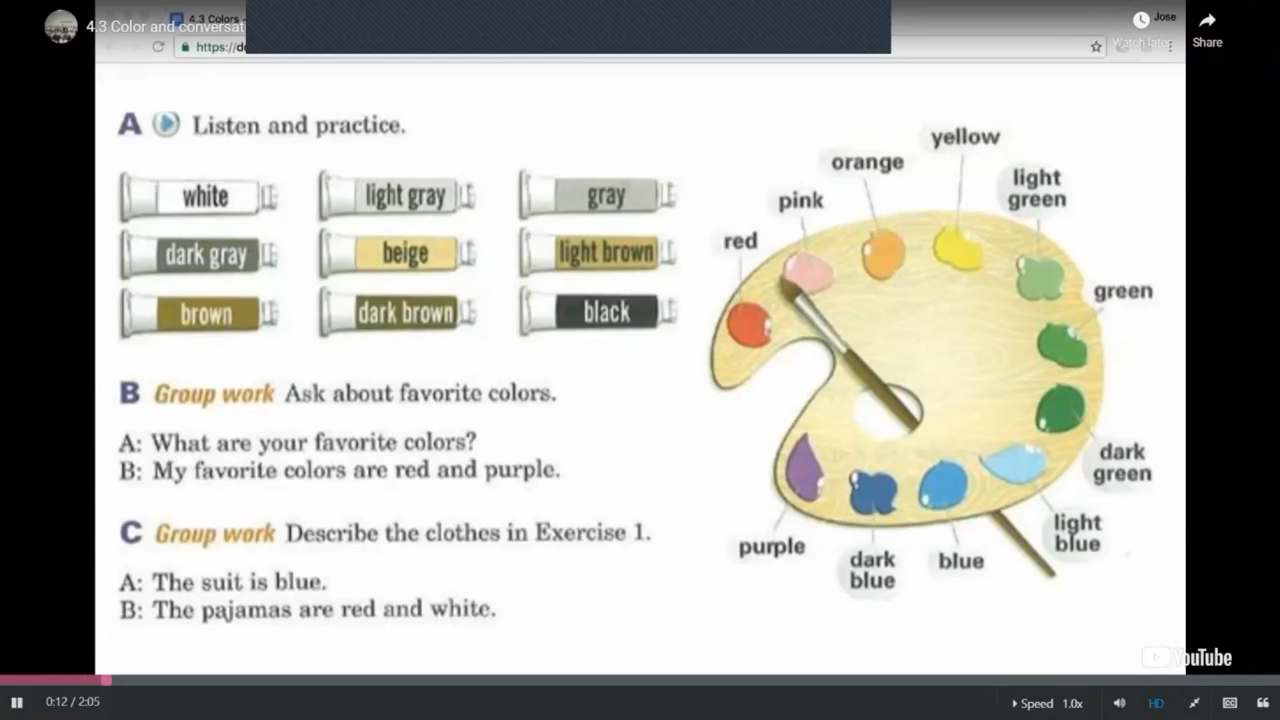 4.3 Color and conversat
4.3 Colors -
Jose
Watch later
Share
https://do
A Listen and practice.
white
light gray
gray
dark gray
beige
light brown
brown
dark brown
black
B Group work Ask about favorite colors.
A: What are your favorite colors?
B: My favorite colors are red and purple.
C Group work Describe the clothes in Exercise 1.
A: The suit is blue.
B: The pajamas are red and white.
red
pink
orange
yellow
light
green
green
dark
green
light
blue
blue
dark
blue
purple
YouTube
0:12 / 2:05
Speed 1.0x
HD
CC